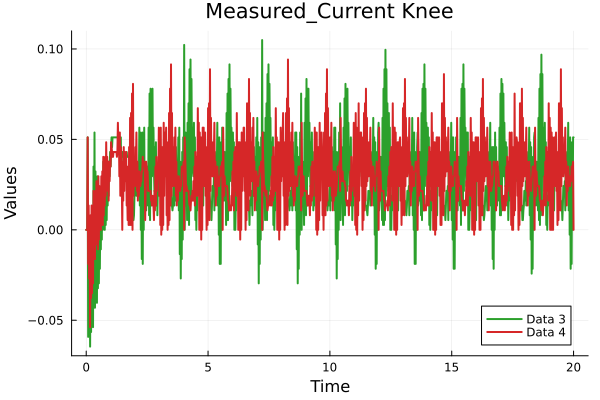 Measured_Current Knee
Values
0.10
0.05
0.00
−0.05
0
5
10
15
20
Time
Data 3
Data 4